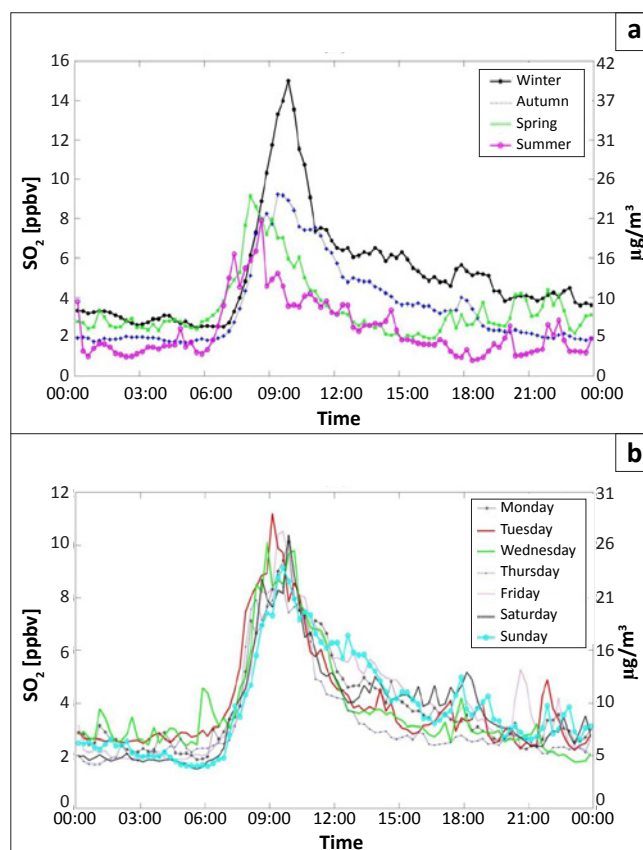 a
16
14
12
10
8
6
4
2
0
SO2 [ppbv]
42
37
31
26
21
16
10
5
0
µg/m³
Winter
Autumn
Spring
Summer
00:00 03:00 06:00 09:00 12:00 15:00 18:00 21:00 00:00
Time
b
12
10
8
6
4
2
0
SO2 [ppbv]
31
26
21
16
10
5
0
µg/m³
Monday
Tuesday
Wednesday
Thursday
Friday
Saturday
Sunday
00:00 03:00 06:00 09:00 12:00 15:00 18:00 21:00 00:00
Time